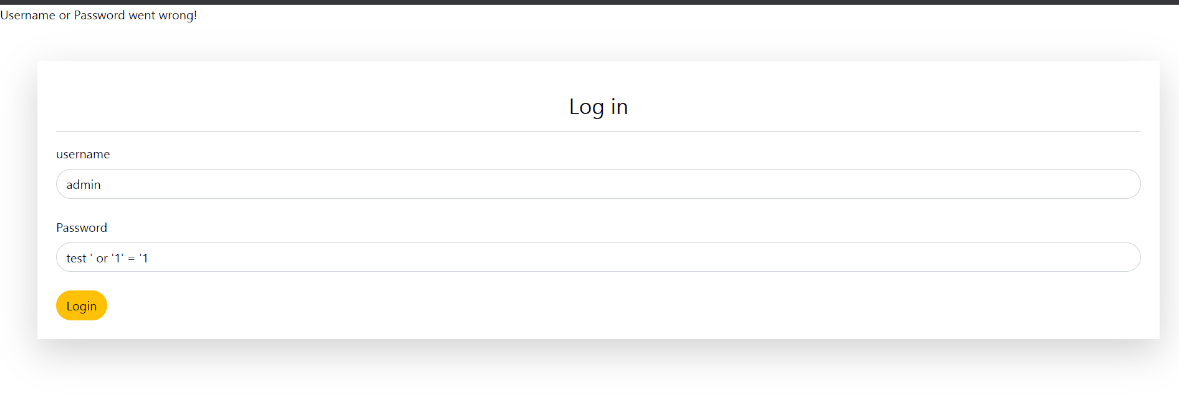 Username or Password went wrong!
Log in
username
admin
Password
test ' or '1' = '1
Login